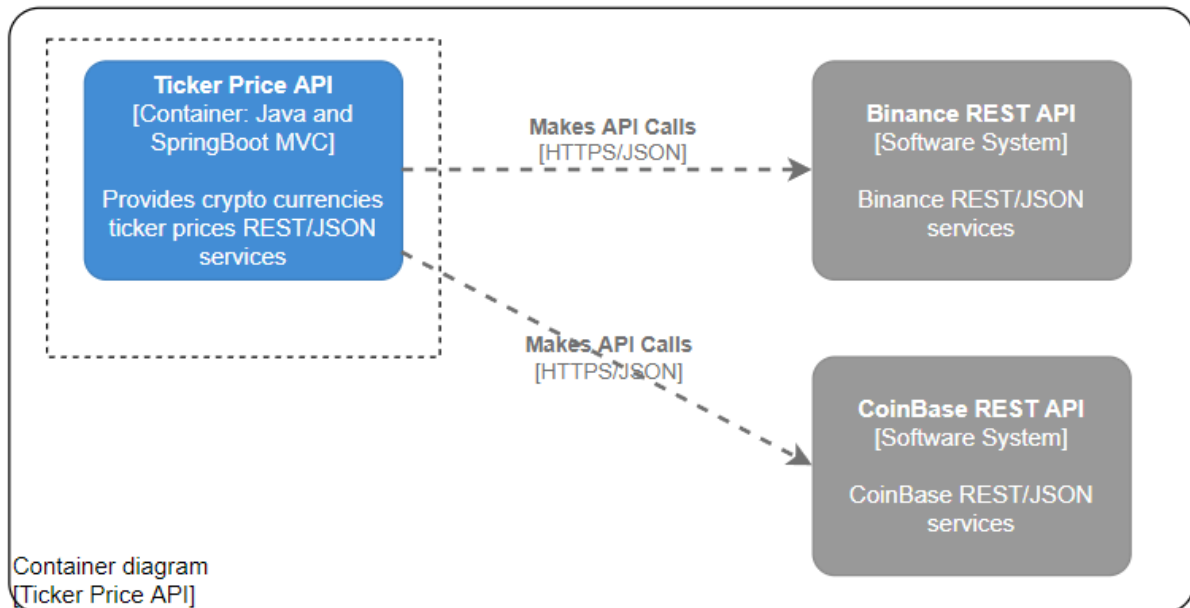 Ticker Price API
[Container: Java and
SpringBoot MVC]
Provides crypto currencies
ticker prices REST/JSON
services
Makes API Calls
[HTTPS/JSON]
Binance REST API
[Software System]
Binance REST/JSON
services
Makes API Calls
[HTTPS/JSON]
CoinBase REST API
[Software System]
CoinBase REST/JSON
services
Container diagram
[Ticker Price API]